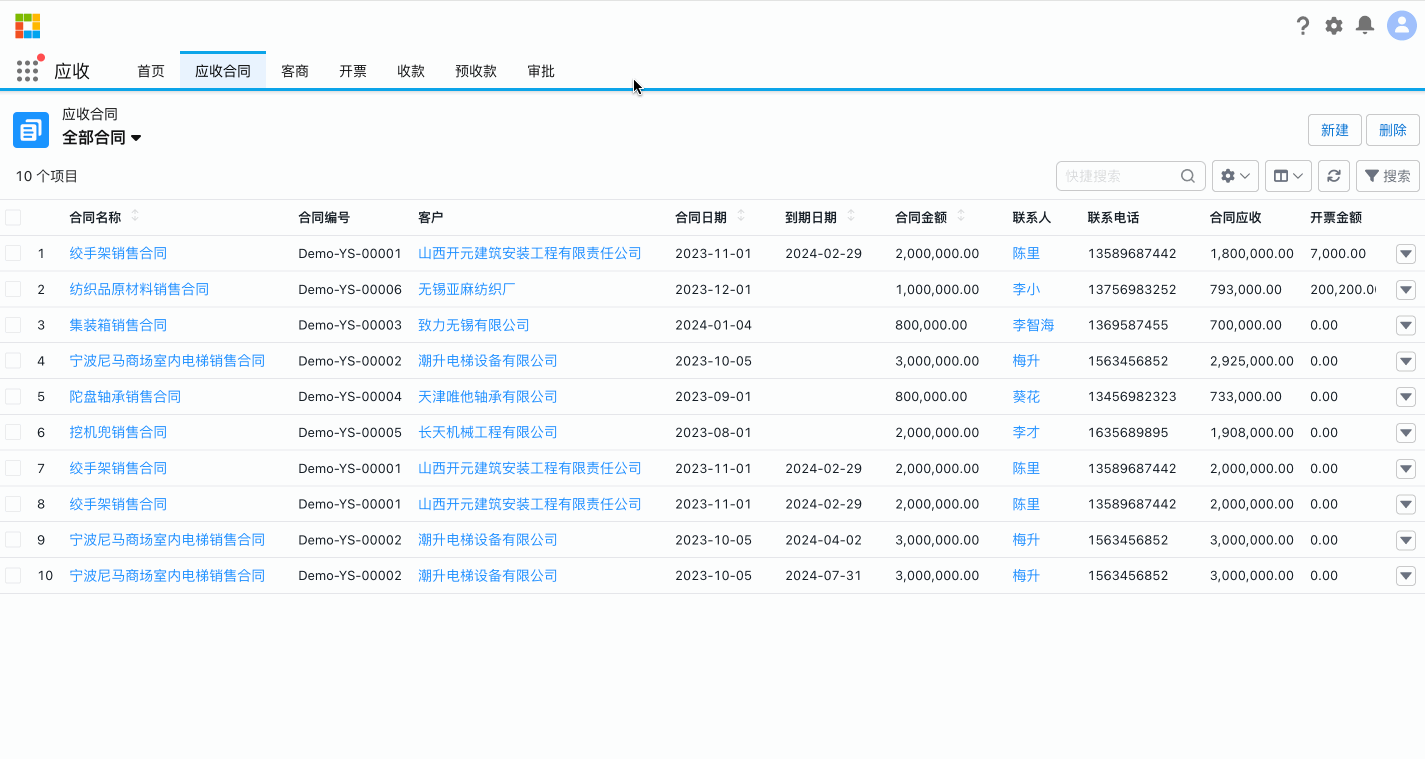 应收 首页 应收合同 客商 开票 收款 预收款 审批
应收合同
全部合同
新建 删除
10 个项目
快捷搜索 搜索
合同名称 合同编号 客户 合同日期 到期日期 合同金额 联系人 联系电话 合同应收 开票金额
1 绞手架销售合同 Demo-YS-00001 山西开元建筑安装工程有限责任公司 2023-11-01 2024-02-29 2,000,000.00 陈里 13589687442 1,800,000.00 7,000.00
2 纺织品原材料销售合同 Demo-YS-00006 无锡亚麻纺织厂 2023-12-01 1,000,000.00 李小 13756983252 793,000.00 200,200.0
3 集装箱销售合同 Demo-YS-00003 致力无锡有限公司 2024-01-04 800,000.00 李智海 1369587455 700,000.00 0.00
4 宁波尼马商场室内电梯销售合同 Demo-YS-00002 潮升电梯设备有限公司 2023-10-05 3,000,000.00 梅升 1563456852 2,925,000.00 0.00
5 陀盘轴承销售合同 Demo-YS-00004 天津唯他轴承有限公司 2023-09-01 800,000.00 葵花 13456982323 733,000.00 0.00
6 挖机兜销售合同 Demo-YS-00005 长天机械工程有限公司 2023-08-01 2,000,000.00 李才 1635689895 1,908,000.00 0.00
7 绞手架销售合同 Demo-YS-00001 山西开元建筑安装工程有限责任公司 2023-11-01 2024-02-29 2,000,000.00 陈里 13589687442 2,000,000.00 0.00
8 绞手架销售合同 Demo-YS-00001 山西开元建筑安装工程有限责任公司 2023-11-01 2024-02-29 2,000,000.00 陈里 13589687442 2,000,000.00 0.00
9 宁波尼马商场室内电梯销售合同 Demo-YS-00002 潮升电梯设备有限公司 2023-10-05 2024-04-02 3,000,000.00 梅升 1563456852 3,000,000.00 0.00
10 宁波尼马商场室内电梯销售合同 Demo-YS-00002 潮升电梯设备有限公司 2023-10-05 2024-07-31 3,000,000.00 梅升 1563456852 3,000,000.00 0.00